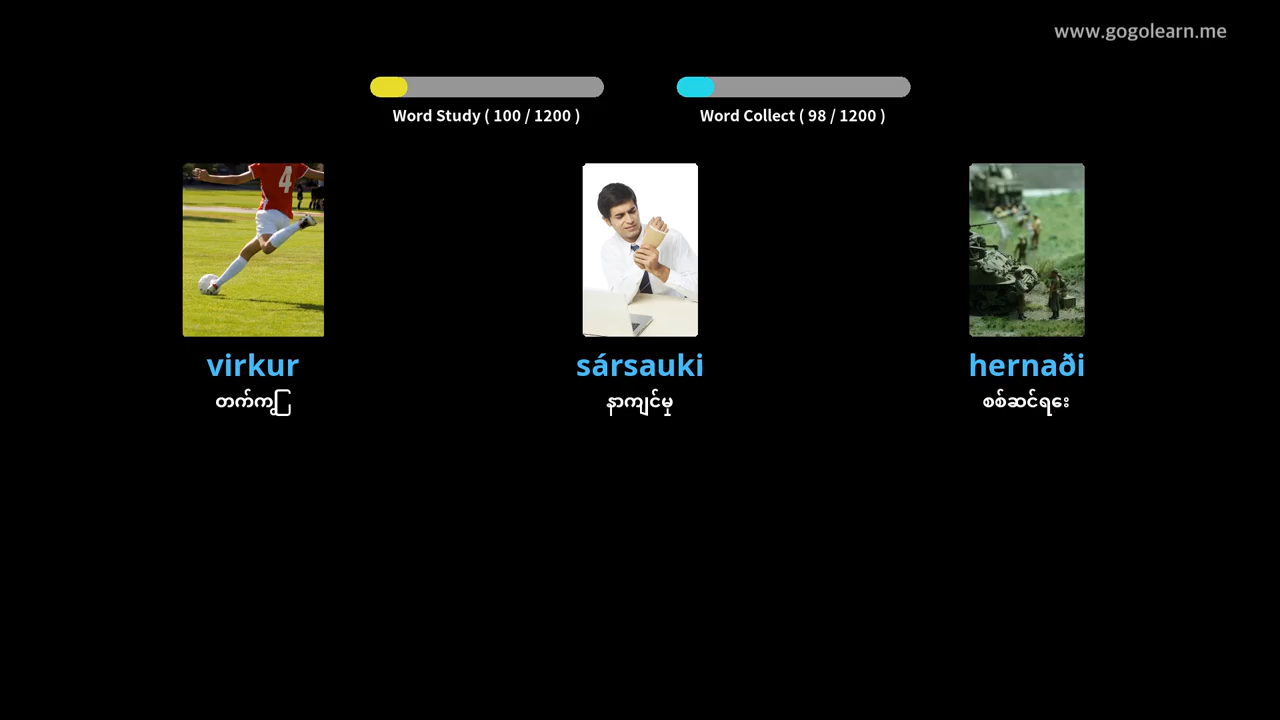 www.gogolearn.me
Word Study ( 100 / 1200 )
Word Collect ( 98 / 1200 )
4
virkur
sársauki
hernaði
တက်ကွြ
နာကျင်မှု
စစ်ဆင်ရေး